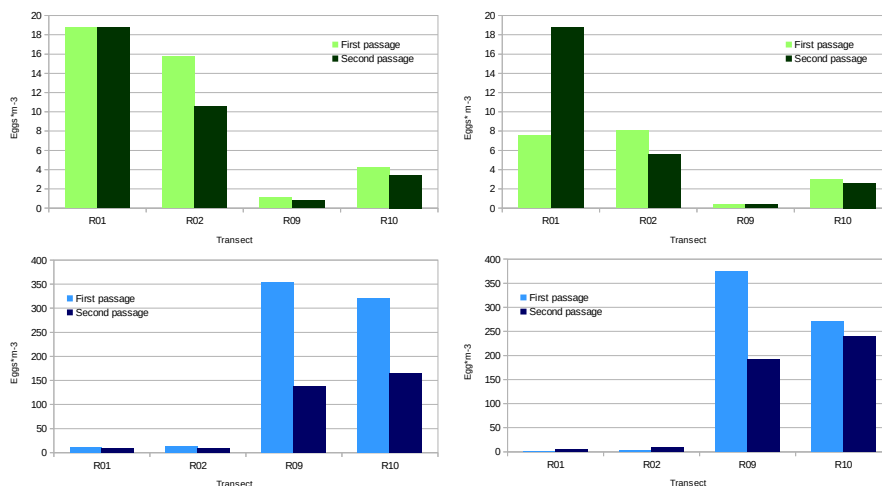 20
18
16
14
12
10
8
6
4
2
0
Eggs*m-3
First passage
Second passage
R01 R02 R09 R10
Transect
20
18
16
14
12
10
8
6
4
2
0
Eggs* m-3
First passage
Second passage
R01 R02 R09 R10
Transect
400
350
300
250
200
150
100
50
0
Eggs*m-3
First passage
Second passage
R01 R02 R09 R10
Transect
400
350
300
250
200
150
100
50
0
Egg*m-3
First passage
Second passage
R01 R02 R09 R10
Transect